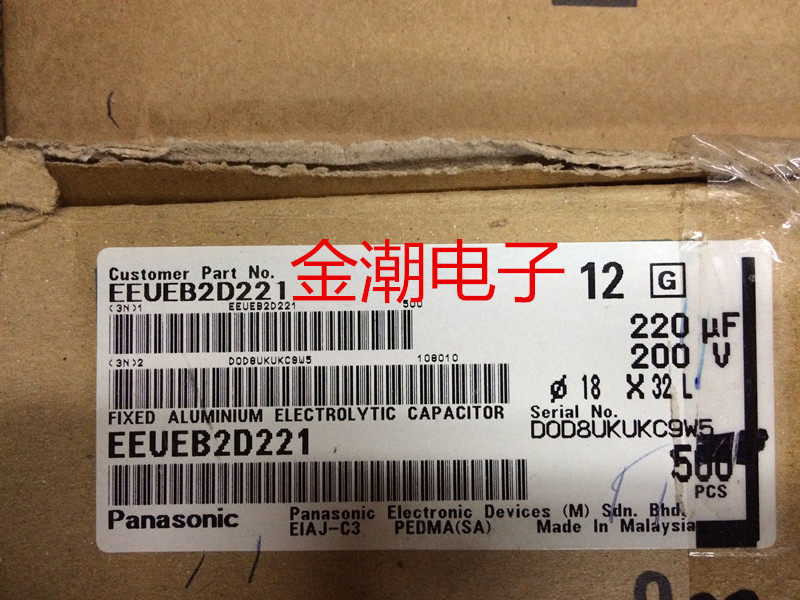 金潮电子
Customer Part No.
EEUEB2D221
12 G
(3N)1 EEUEB2D221 500
220 µF
200 V
(3N)2 D0D8UKUKC9W5 108010
ø 18 X 32 L
FIXED ALUMINIUM ELECTROLYTIC CAPACITOR
Serial No.
D0D8UKUKC9W5
EEUEB2D221
500
PCS
Panasonic
Panasonic Electronic Devices (M) Sdn. Bhd.
EIAJ-C3 PEDMA(SA) Made In Malaysia